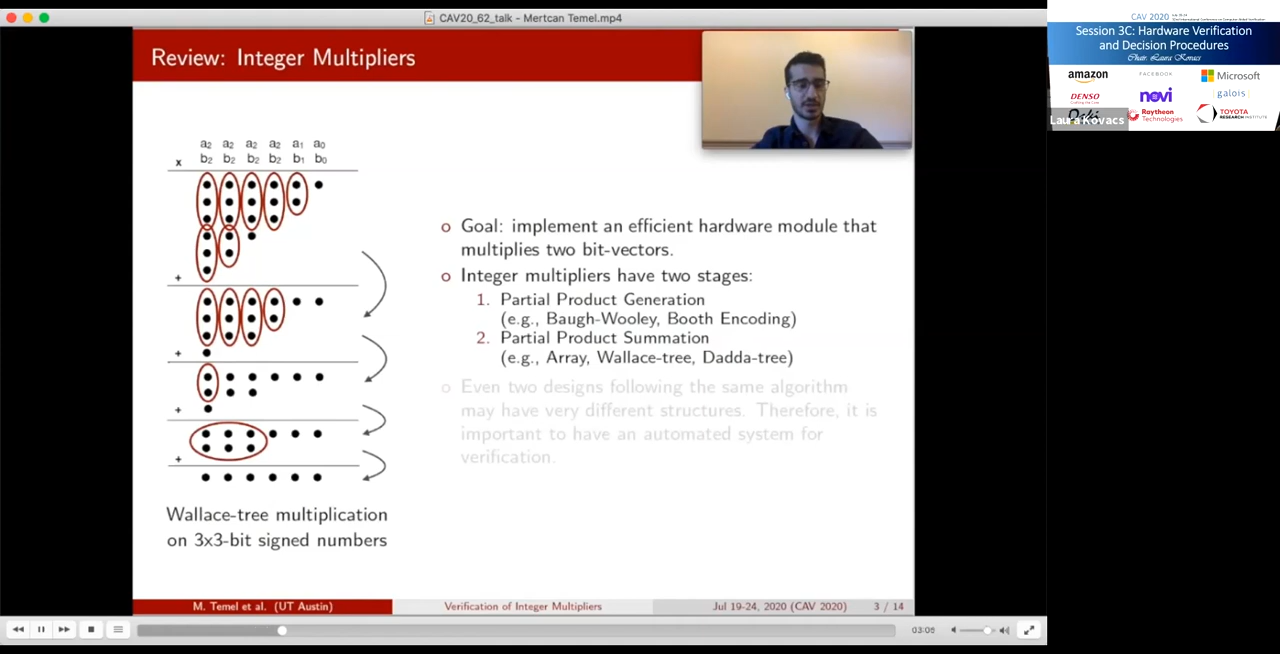 CAV20_62_talk - Mertcan Temel.mp4
Review: Integer Multipliers
a2 a2 a2 a2 a1 a0
x b2 b2 b2 b2 b1 b0
+
+
+
+
Wallace-tree multiplication
on 3x3-bit signed numbers
Goal: implement an efficient hardware module that
multiplies two bit-vectors.
Integer multipliers have two stages:
1. Partial Product Generation
(e.g., Baugh-Wooley, Booth Encoding)
2. Partial Product Summation
(e.g., Array, Wallace-tree, Dadda-tree)
Even two designs following the same algorithm
may have very different structures. Therefore, it is
important to have an automated system for
verification.
M. Temel et al. (UT Austin)
Verification of Integer Multipliers
Jul 19-24, 2020 (CAV 2020)
3 / 14
03:05
CAV 2020
Session 3C: Hardware Verification
and Decision Procedures
Chair: Laura Kovacs
amazon
FACEBOOK
Microsoft
DENSO
novi
galois
Raytheon
Technologies
TOYOTA
RESEARCH INSTITUTE
Laura Kovacs